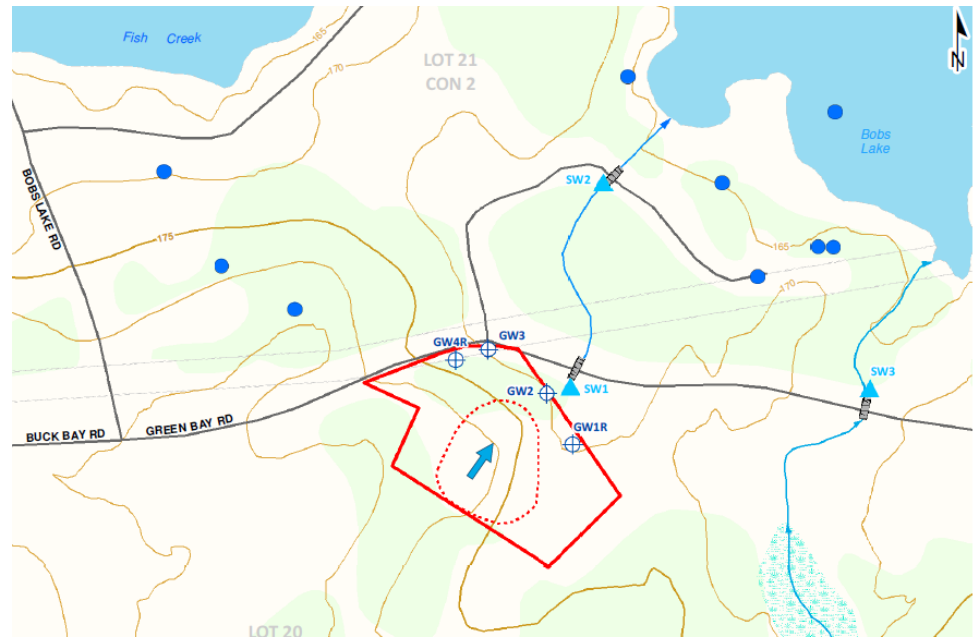 Fish Creek
165
170
LOT 21
CON 2
N
Bobs
Lake
SW2
BOBS LAKE RD
175
165
170
GW4R
GW3
SW1
SW3
GW2
BUCK BAY RD
GREEN BAY RD
GW1R
LOT 20